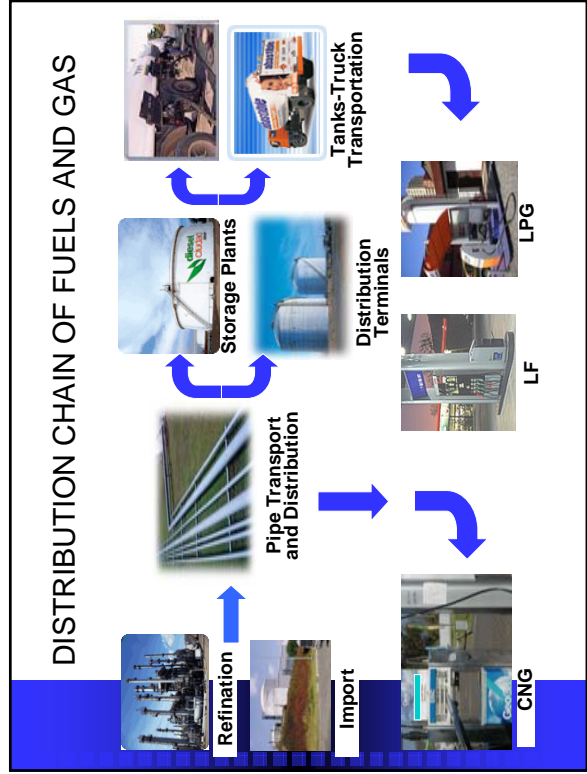 DISTRIBUTION CHAIN OF FUELS AND GAS
Refination
Import
Pipe Transport
and Distribution
diesel
Storage Plants
Distribution
Terminals
Tanks-Truck
Transportation
CNG
LF
LPG